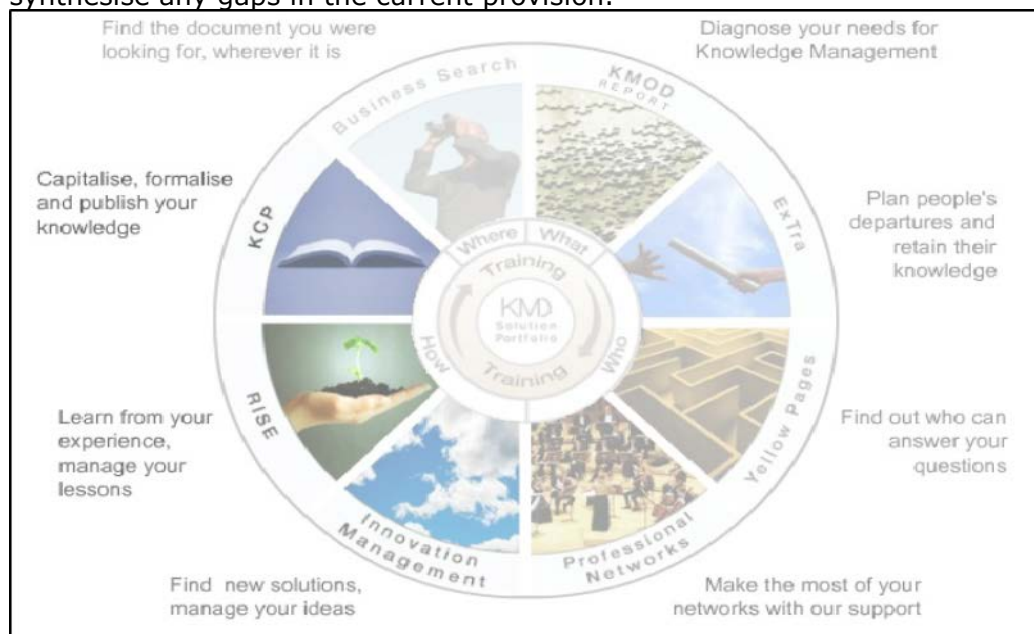 synthesise any gaps in the current provision.
Find the document you were
looking for, wherever it is
Diagnose your needs for
Knowledge Management
Business Search
KMOD
REPORT
Capitalise, formalise
and publish your
knowledge
KCP
ExTra
Plan people's
departures and
retain their
knowledge
Where
What
Training
KMD
Solution
Portfolio
Training
How
Who
Learn from your
experience,
manage your
lessons
RISE
Yellow Pages
Find out who can
answer your
questions
Innovation
Management
Professional
Networks
Find new solutions,
manage your ideas
Make the most of your
networks with our support